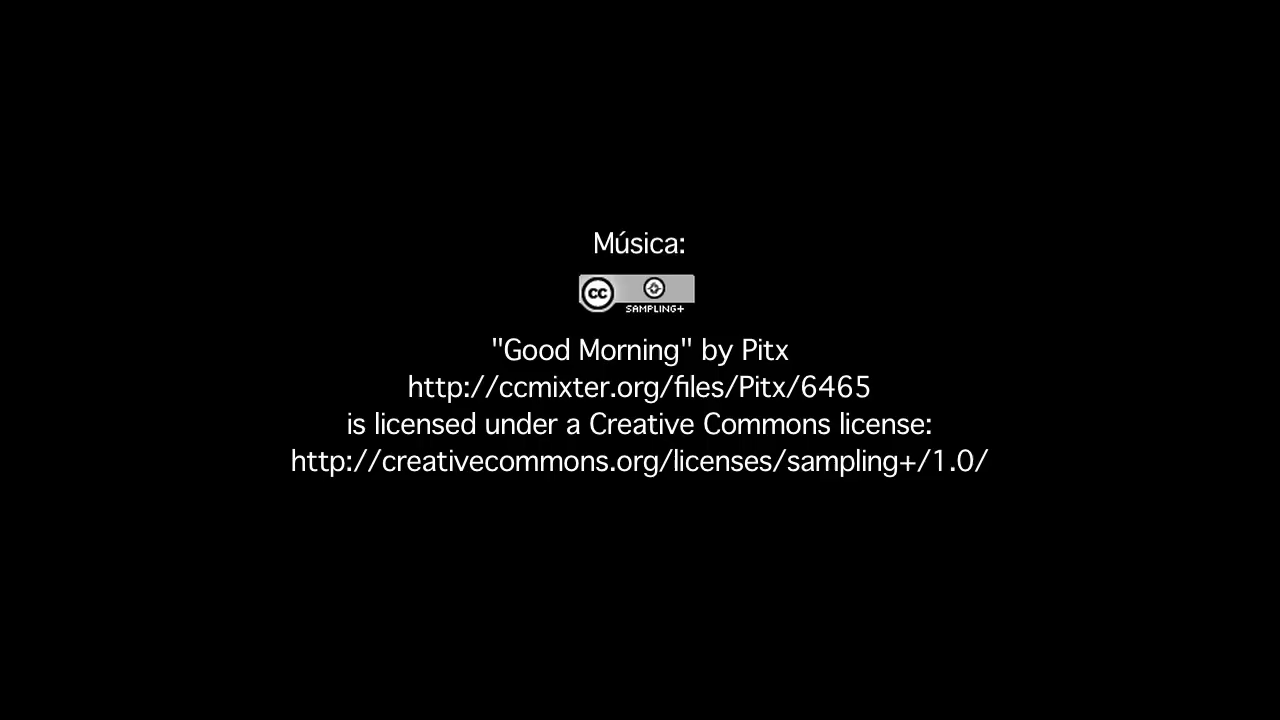 Música:
cc
SAMPLING+
"Good Morning" by Pitx
http://ccmixter.org/files/Pitx/6465
is licensed under a Creative Commons license:
http://creativecommons.org/licenses/sampling+/1.0/